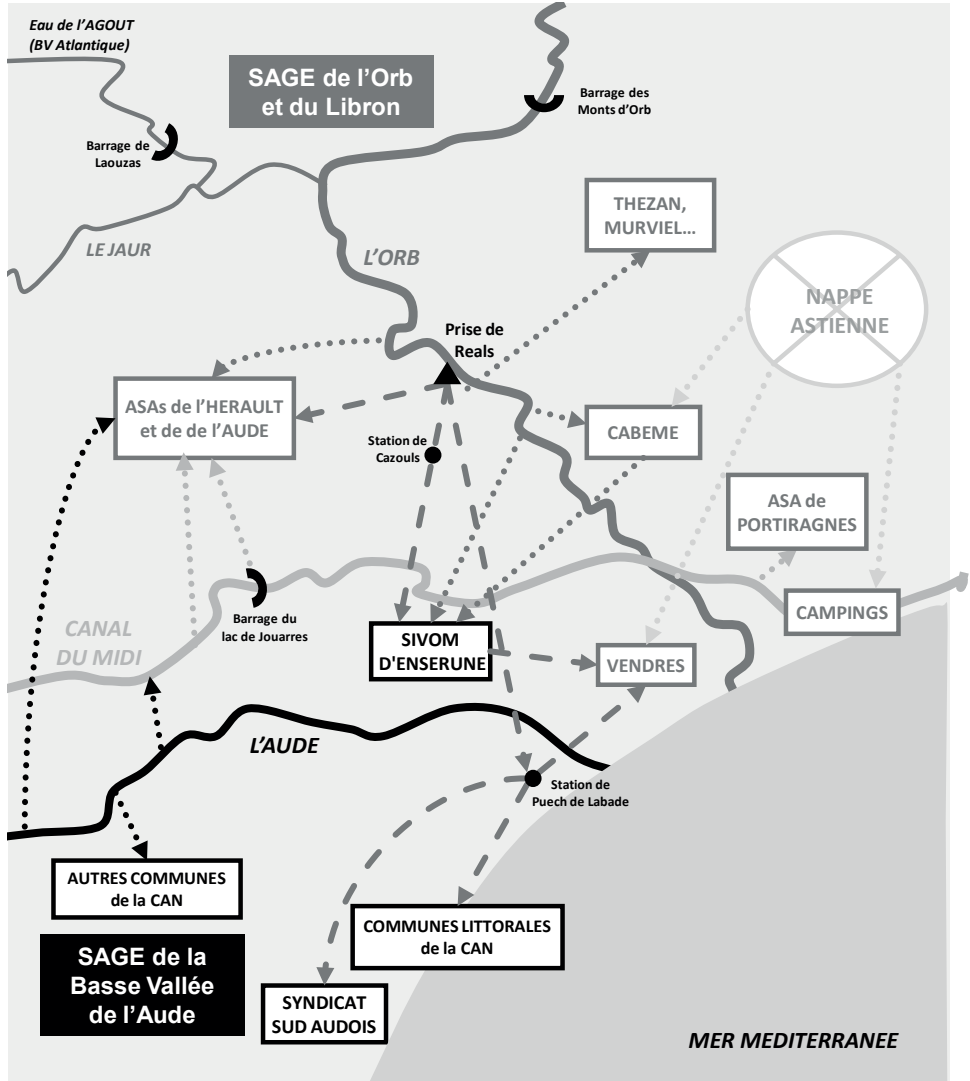 Eau de l'AGOUT
(BV Atlantique)
SAGE de l'Orb
et du Libron
Barrage des
Monts d'Orb
Barrage de
Laouzas
THEZAN,
MURVIEL...
LE JAUR
L'ORB
NAPPE
ASTIENNE
Prise de
Reals
ASAs de l'HERAULT
et de de l'AUDE
CABEME
Station de
Cazouls
ASA de
PORTIRAGNES
CAMPINGS
Barrage du
lac de Jouarres
CANAL
DU MIDI
SIVOM
D'ENSERUNE
VENDRES
L'AUDE
Station de
Puech de Labade
AUTRES COMMUNES
de la CAN
COMMUNES LITTORALES
de la CAN
SAGE de la
Basse Vallée
de l'Aude
SYNDICAT
SUD AUDOIS
MER MEDITERRANEE